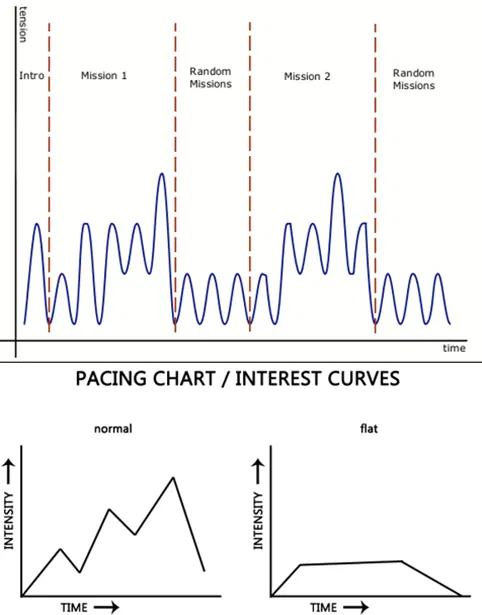 tension
Intro
Mission 1
Random
Missions
Mission 2
Random
Missions
time
PACING CHART / INTEREST CURVES
normal
flat
INTENSITY
INTENSITY
TIME
TIME